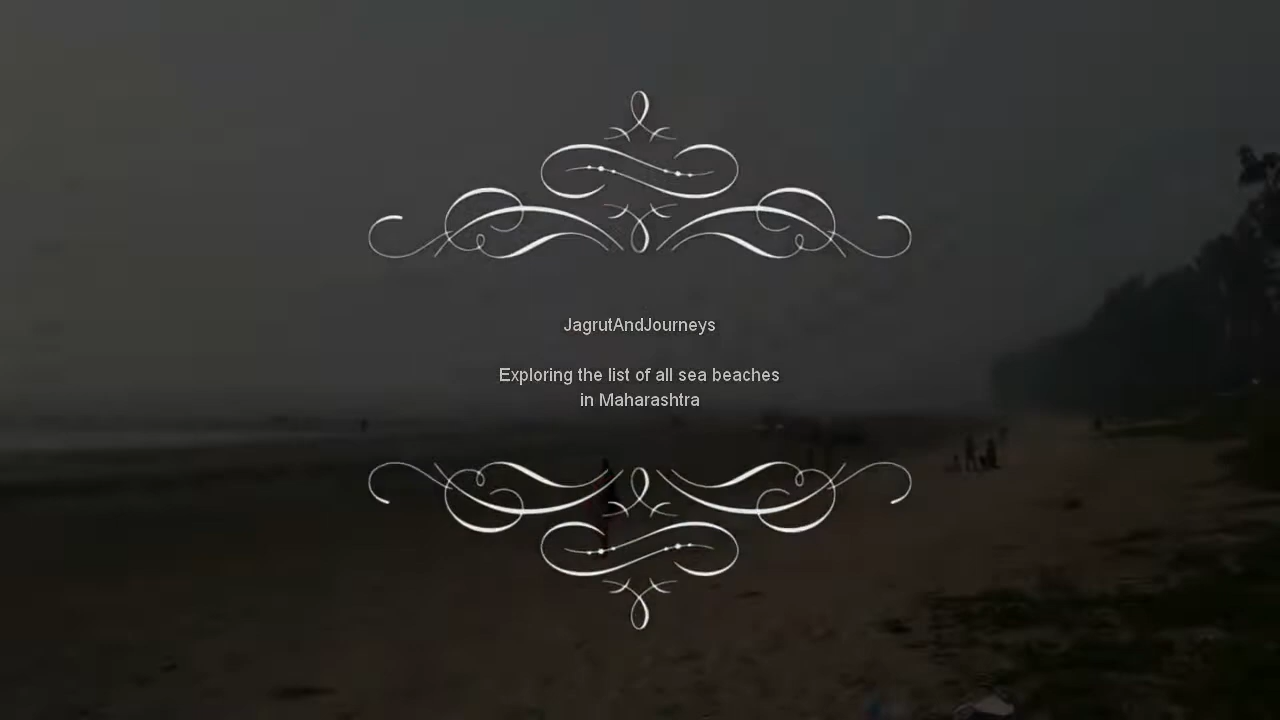 JagrutAndJourneys
Exploring the list of all sea beaches
in Maharashtra